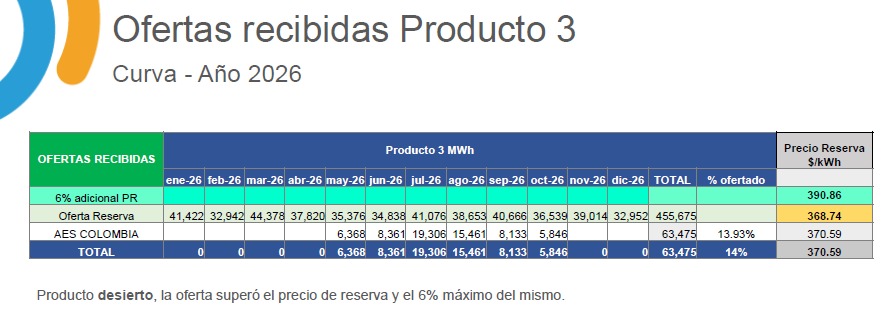 Ofertas recibidas Producto 3
Curva - Año 2026
OFERTAS RECIBIDAS Producto 3 MWh Precio Reserva $/kWh
ene-26 feb-26 mar-26 abr-26 may-26 jun-26 jul-26 ago-26 sep-26 oct-26 nov-26 dic-26 TOTAL % ofertado
6% adicional PR 390.86
Oferta Reserva 41,422 32,942 44,378 37,820 35,376 34,838 41,076 38,653 40,666 36,539 39,014 32,952 455,675 368.74
AES COLOMBIA 6,368 8,361 19,306 15,461 8,133 5,846 63,475 13.93% 370.59
TOTAL 0 0 0 0 6,368 8,361 19,306 15,461 8,133 5,846 0 0 63,475 14% 370.59
Producto desierto, la oferta superó el precio de reserva y el 6% máximo del mismo.